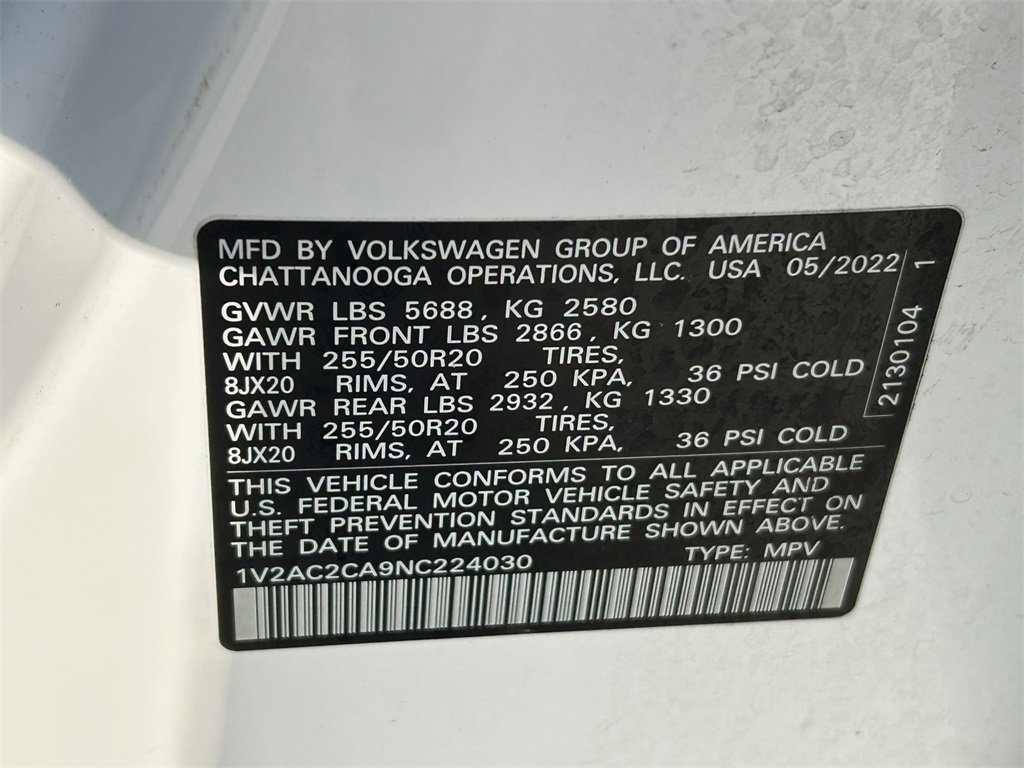 MFD BY VOLKSWAGEN GROUP OF AMERICA
CHATTANOOGA OPERATIONS, LLC. USA 05/2022
GVWR LBS 5688, KG 2580
GAWR FRONT LBS 2866, KG 1300
WITH 255/50R20 TIRES,
8JX20 RIMS, AT 250 KPA, 36 PSI COLD
GAWR REAR LBS 2932, KG 1330
WITH 255/50R20 TIRES,
8JX20 RIMS, AT 250 KPA, 36 PSI COLD
2130104 1
THIS VEHICLE CONFORMS TO ALL APPLICABLE
U.S. FEDERAL MOTOR VEHICLE SAFETY AND
THEFT PREVENTION STANDARDS IN EFFECT ON
THE DATE OF MANUFACTURE SHOWN ABOVE.
1V2AC2CA9NC224030 TYPE: MPV